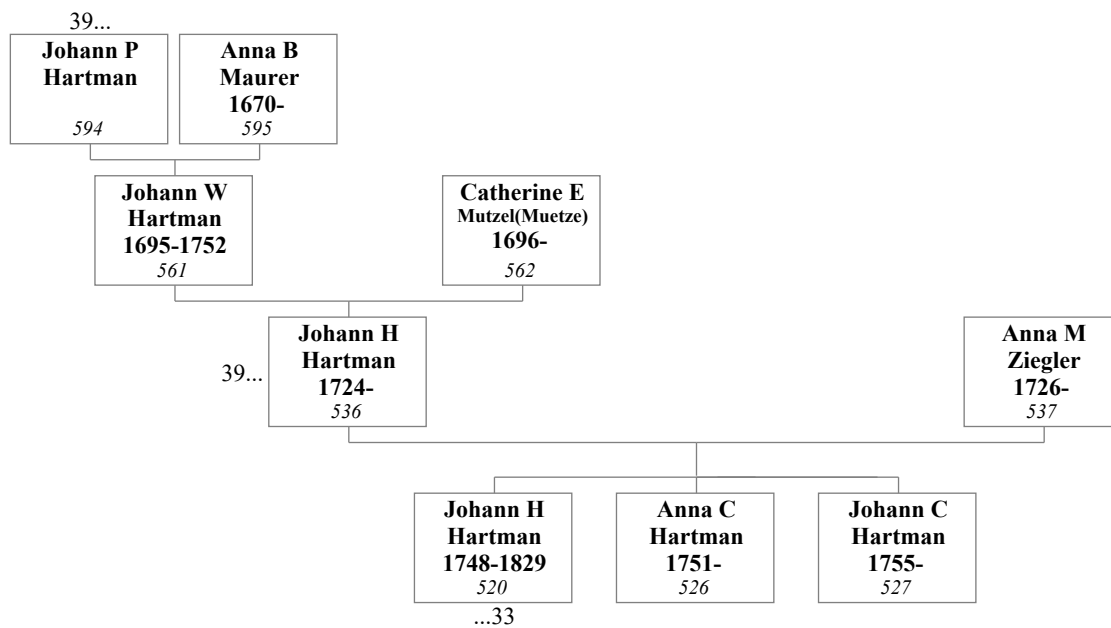 39...
Johann P
Hartman
594
Anna B
Maurer
1670-
595
Johann W
Hartman
1695-1752
561
Catherine E
Mutzel(Muetze)
1696-
562
39...
Johann H
Hartman
1724-
536
Anna M
Ziegler
1726-
537
Johann H
Hartman
1748-1829
520
Anna C
Hartman
1751-
526
Johann C
Hartman
1755-
527
...33